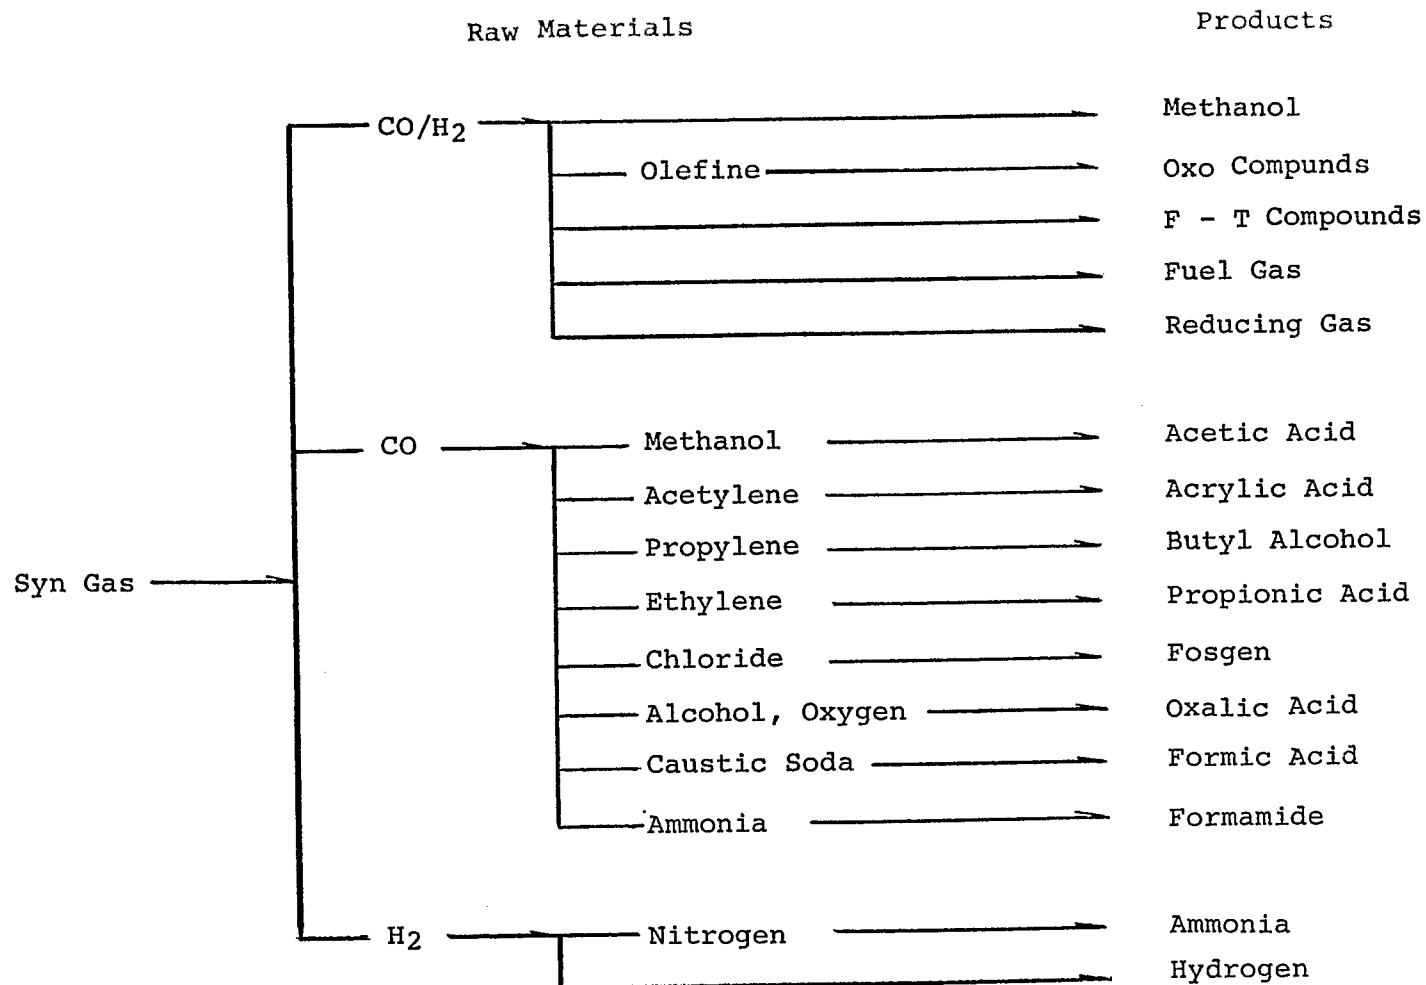 Raw Materials Products
CO/H2 Methanol
Olefine Oxo Compunds
F - T Compounds
Fuel Gas
Reducing Gas
CO Methanol Acetic Acid
Acetylene Acrylic Acid
Propylene Butyl Alcohol
Syn Gas Ethylene Propionic Acid
Chloride Fosgen
Alcohol, Oxygen Oxalic Acid
Caustic Soda Formic Acid
Ammonia Formamide
H2 Nitrogen Ammonia
Hydrogen